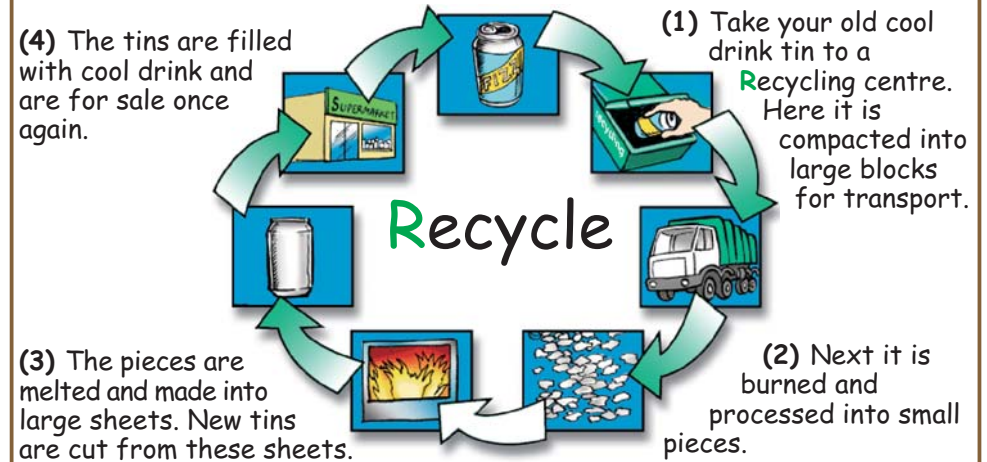 (1) Take your old cool
drink tin to a
Recycling centre.
Here it is
compacted into
large blocks
for transport.
(2) Next it is
burned and
processed into small
pieces.
(3) The pieces are
melted and made into
large sheets. New tins
are cut from these sheets.
(4) The tins are filled
with cool drink and
are for sale once
again.
Recycle
FIZZ
recycling
SUPERMARKET